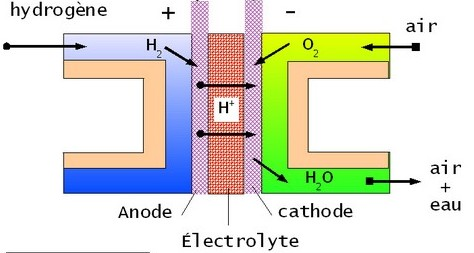 hydrogène
+
-
air
H2
O2
H+
H2O
air
+
eau
Anode
cathode
Électrolyte